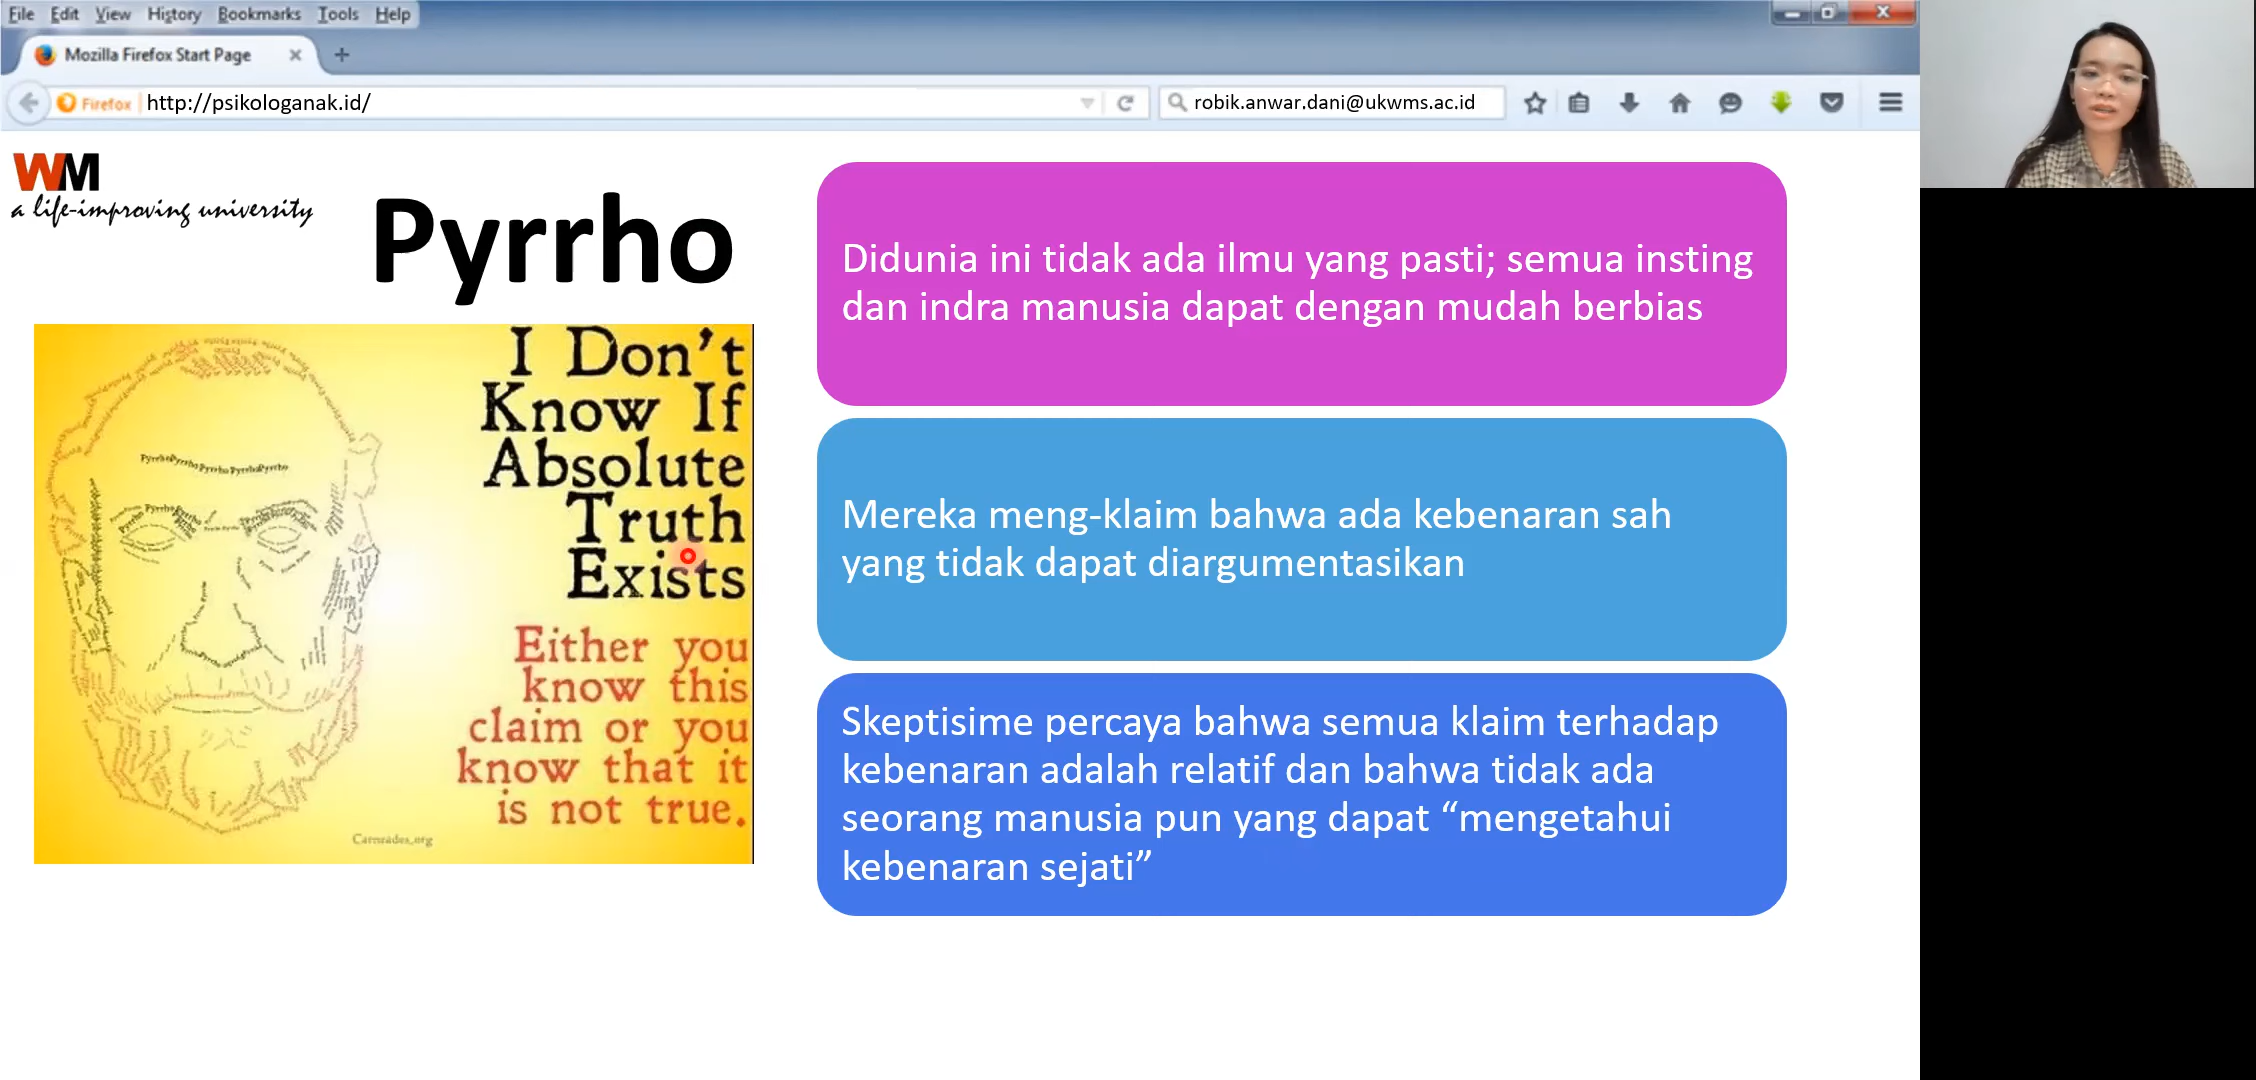 File Edit View History Bookmarks Tools Help
Mozilla Firefox Start Page
Firefox http://psikologanak.id/
robik.anwar.dani@ukwms.ac.id
WM
a life-improving university
Pyrrho
I Don't
Know If
Absolute
Truth
Exists
Either you
know this
claim or you
know that it
is not true.
Carneades.org
PyrrhoPyrrhoPyrrhoPyrrhoPyrrho
Didunia ini tidak ada ilmu yang pasti; semua insting
dan indra manusia dapat dengan mudah berbias
Mereka meng-klaim bahwa ada kebenaran sah
yang tidak dapat diargumentasikan
Skeptisime percaya bahwa semua klaim terhadap
kebenaran adalah relatif dan bahwa tidak ada
seorang manusia pun yang dapat “mengetahui
kebenaran sejati”